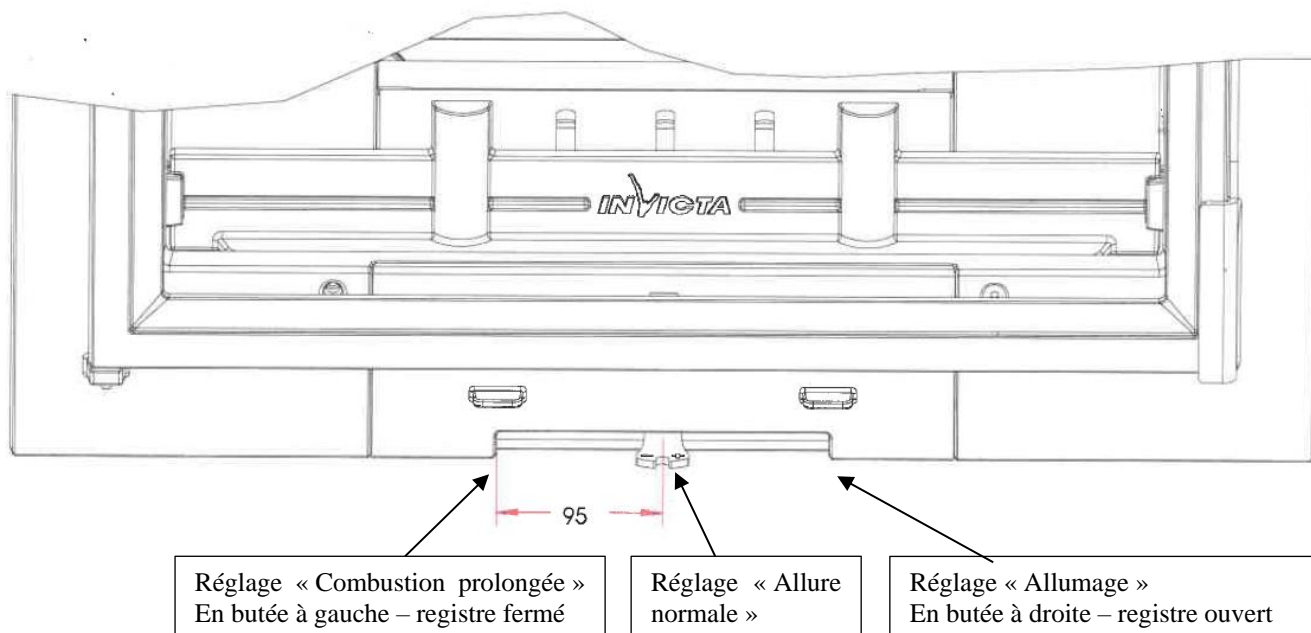 INVICTA
95
Réglage « Combustion prolongée »
En butée à gauche – registre fermé
Réglage « Allure
normale »
Réglage « Allumage »
En butée à droite – registre ouvert